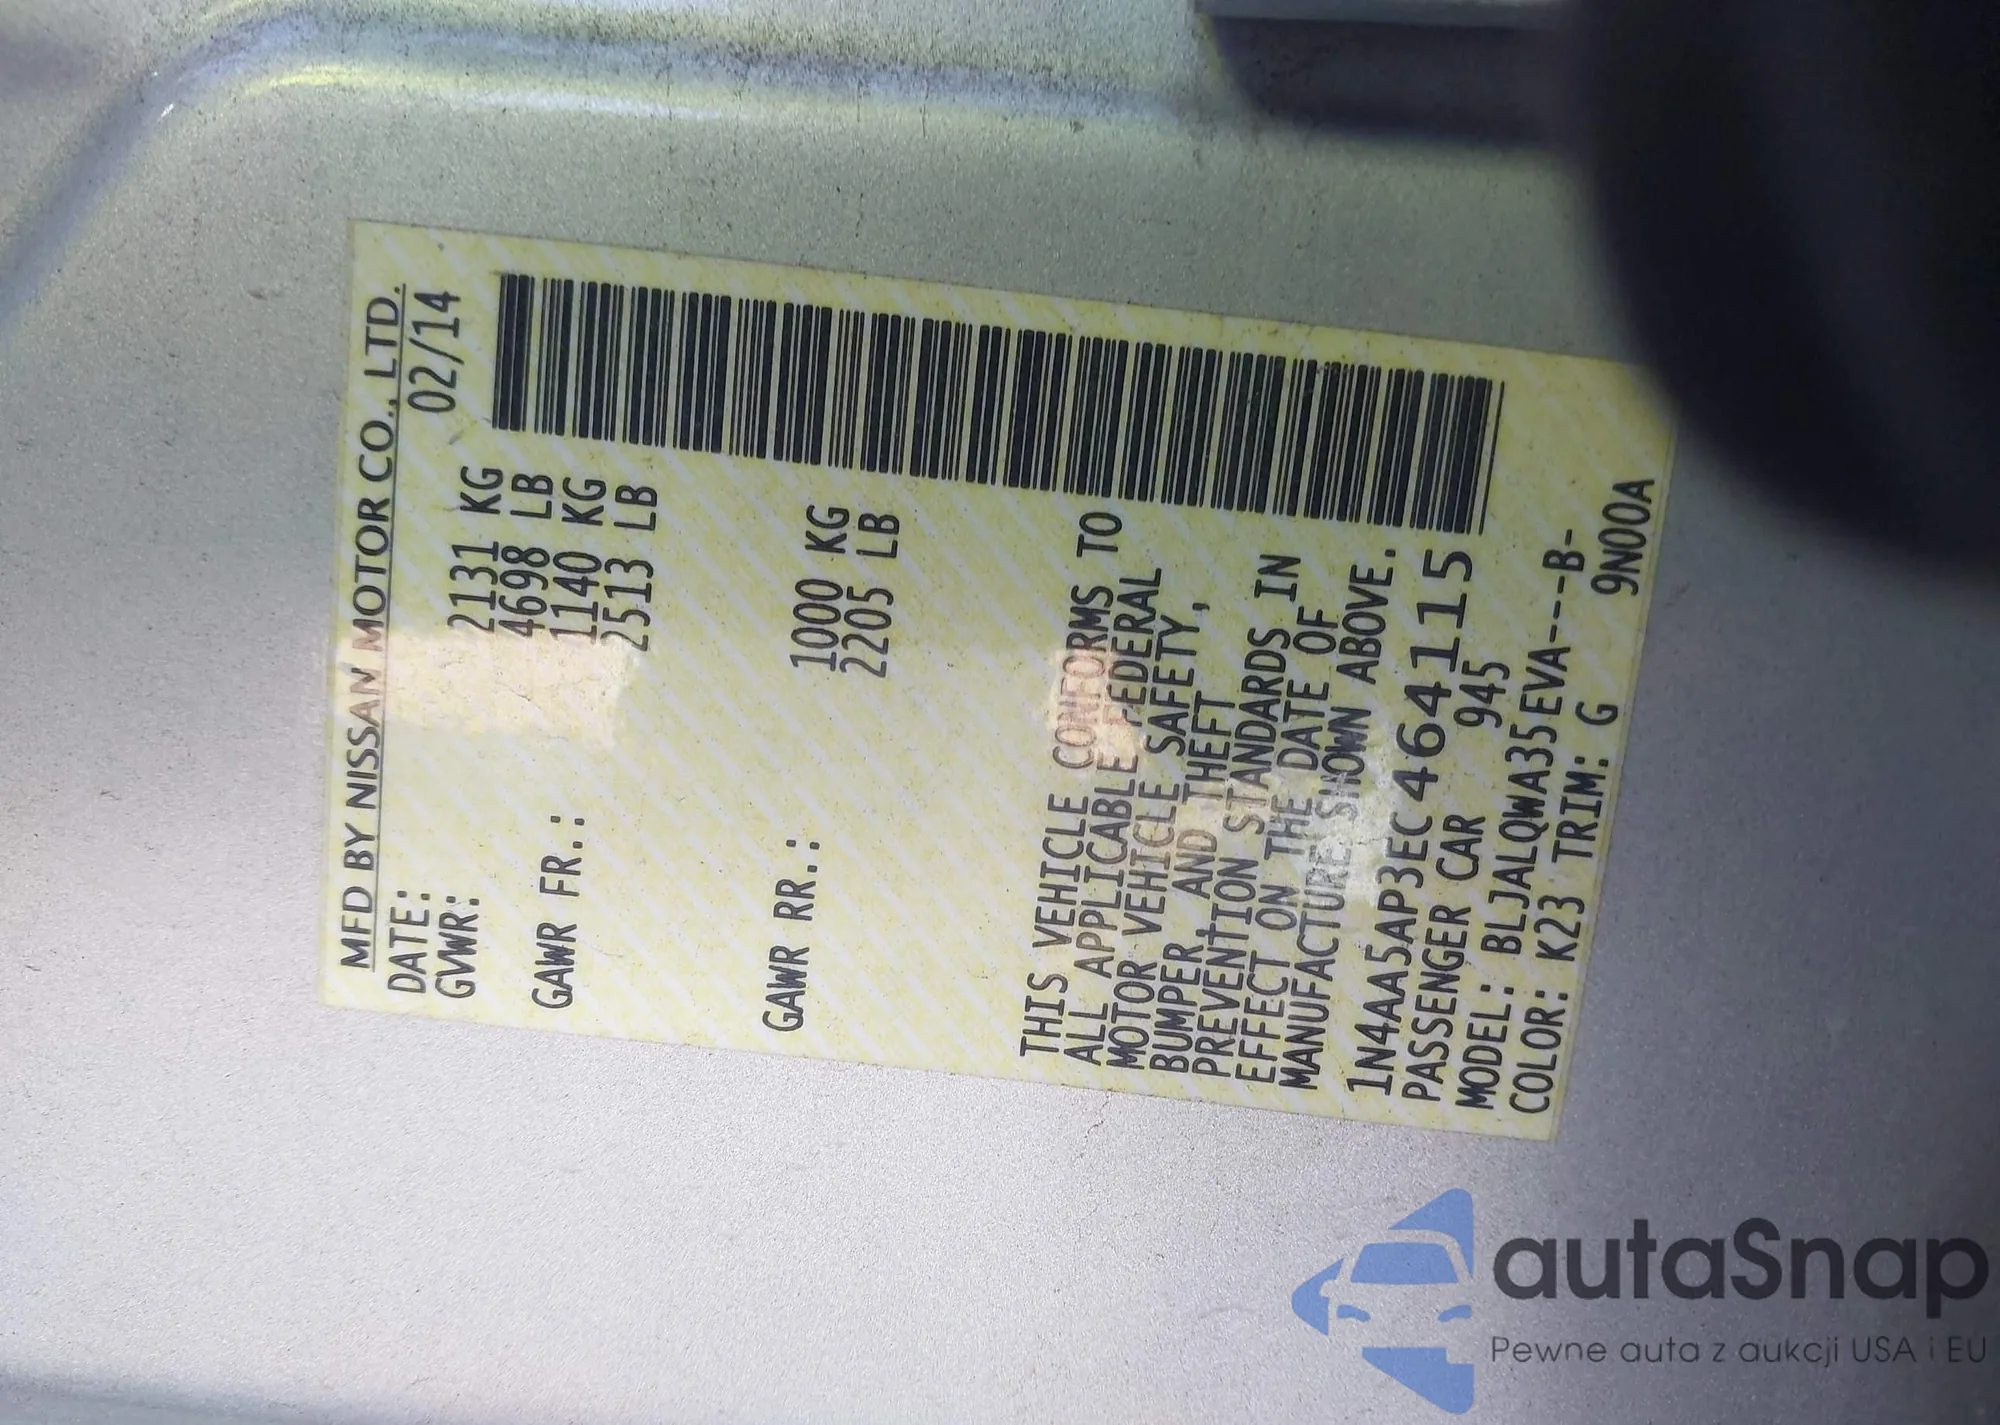 MFD BY NISSAN MOTOR CO., LTD.
DATE: 02/14
GVWR: 2131 KG
4698 LB
GAWR FR.: 1140 KG
2513 LB
GAWR RR.: 1000 KG
2205 LB
THIS VEHICLE CONFORMS TO
ALL APPLICABLE FEDERAL
MOTOR VEHICLE SAFETY,
BUMPER, AND THEFT
PREVENTION STANDARDS IN
EFFECT ON THE DATE OF
MANUFACTURE SHOWN ABOVE.
1N4AA5AP3EC464115
PASSENGER CAR 945
MODEL: BLJALQWA35EVA---B-
COLOR: K23 TRIM: G 9N00A
autaSnap
Pewne auta z aukcji USA i EU